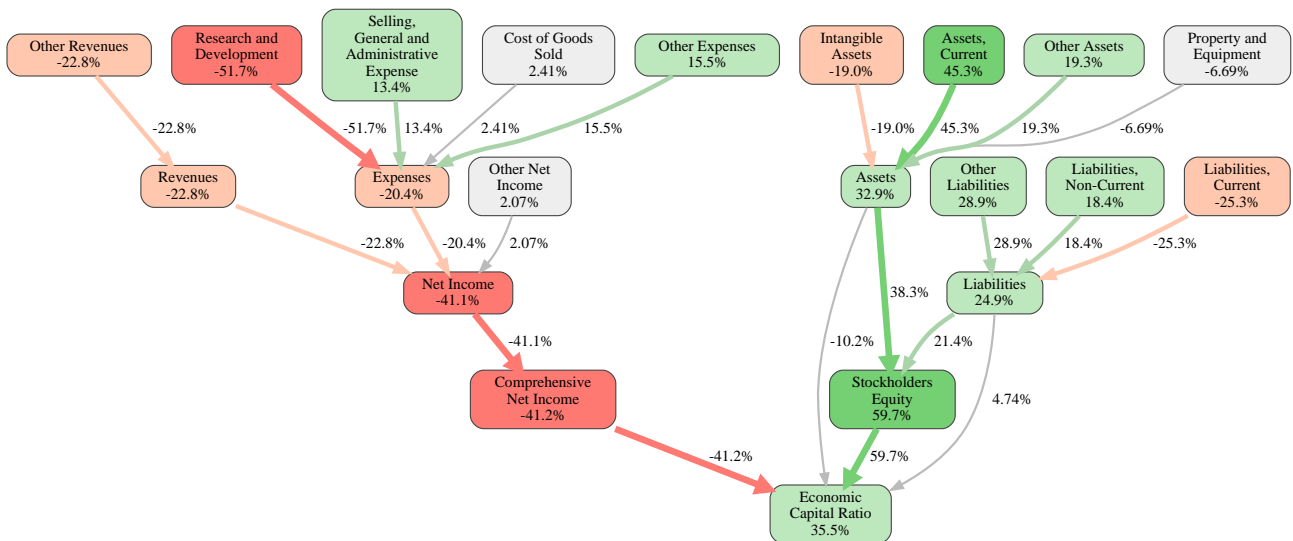 Other Revenues
-22.8%
Research and
Development
-51.7%
Selling,
General and
Administrative
Expense
13.4%
Cost of Goods
Sold
2.41%
Other Expenses
15.5%
Intangible
Assets
-19.0%
Assets,
Current
45.3%
Other Assets
19.3%
Property and
Equipment
-6.69%
-22.8%
-51.7%
13.4%
2.41%
15.5%
-19.0%
45.3%
19.3%
-6.69%
Revenues
-22.8%
Expenses
-20.4%
Other Net
Income
2.07%
Assets
32.9%
Other
Liabilities
28.9%
Liabilities,
Non-Current
18.4%
Liabilities,
Current
-25.3%
-22.8%
-20.4%
2.07%
28.9%
18.4%
-25.3%
Net Income
-41.1%
38.3%
Liabilities
24.9%
-41.1%
-10.2%
21.4%
Comprehensive
Net Income
-41.2%
Stockholders
Equity
59.7%
4.74%
-41.2%
59.7%
Economic
Capital Ratio
35.5%